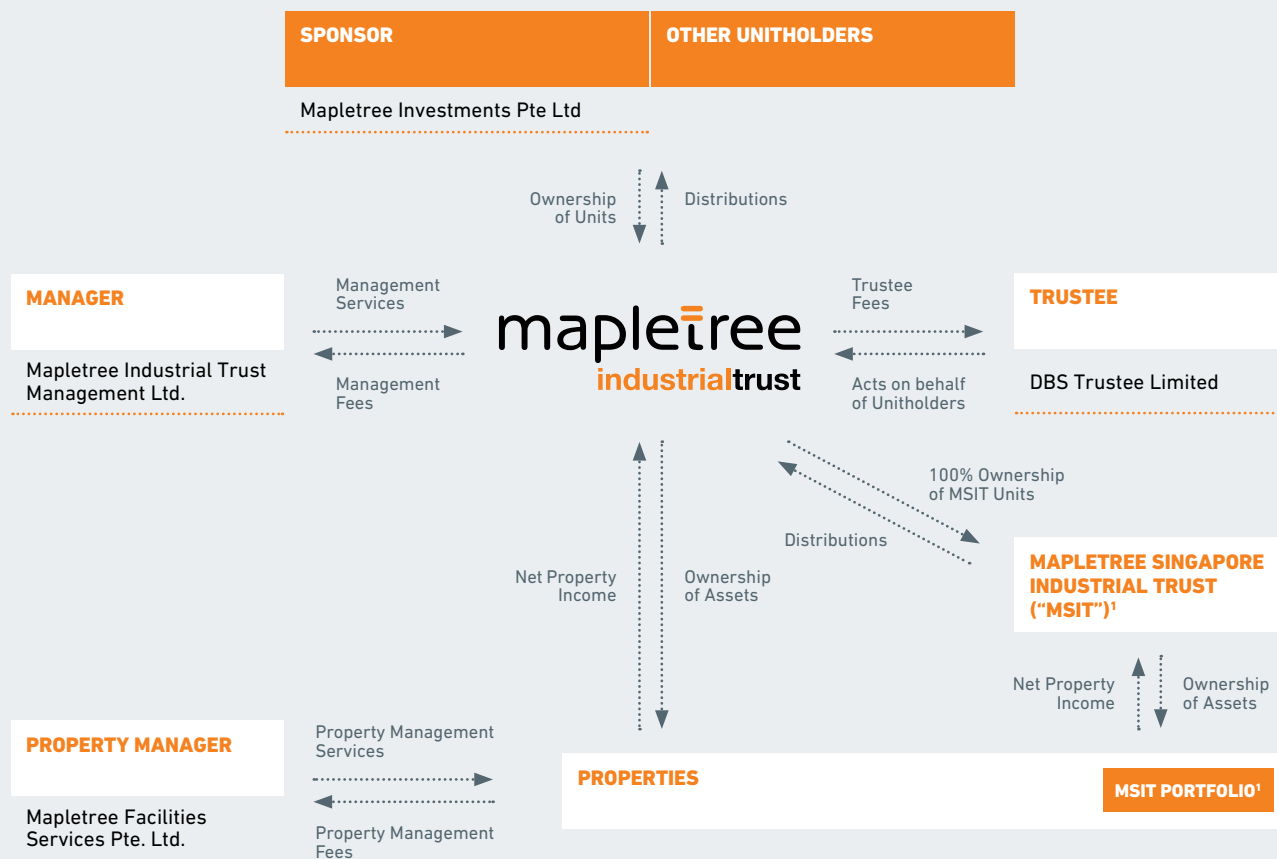 SPONSOR
OTHER UNITHOLDERS
Mapletree Investments Pte Ltd
Ownership
of Units
Distributions
MANAGER
Mapletree Industrial Trust
Management Ltd.
Management
Services
Management
Fees
mapletree
industrialtrust
Trustee
Fees
Acts on behalf
of Unitholders
TRUSTEE
DBS Trustee Limited
100% Ownership
of MSIT Units
Distributions
Net Property
Income
Ownership
of Assets
MAPLETREE SINGAPORE
INDUSTRIAL TRUST
(“MSIT”)¹
Net Property
Income
Ownership
of Assets
PROPERTY MANAGER
Mapletree Facilities
Services Pte. Ltd.
Property Management
Services
Property Management
Fees
PROPERTIES
MSIT PORTFOLIO¹